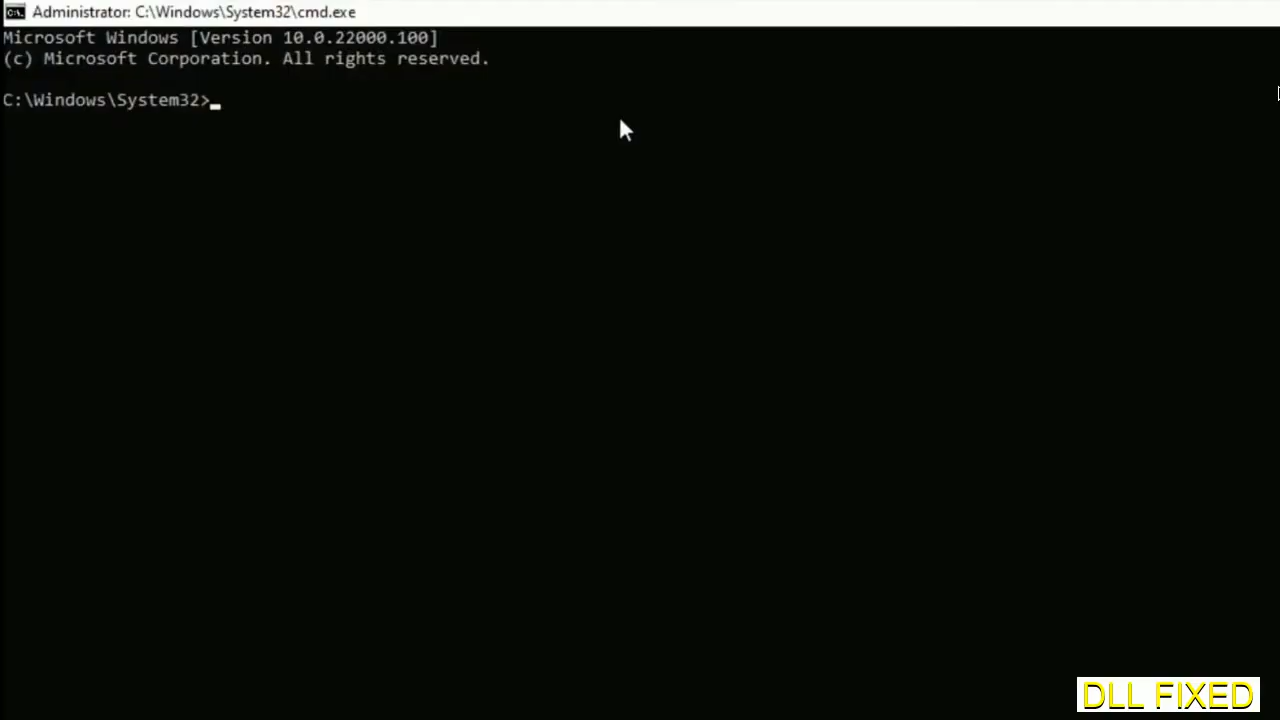 Administrator: C:\Windows\System32\cmd.exe
Microsoft Windows [Version 10.0.22000.100]
(c) Microsoft Corporation. All rights reserved.
C:\Windows\System32>
DLL FIXED